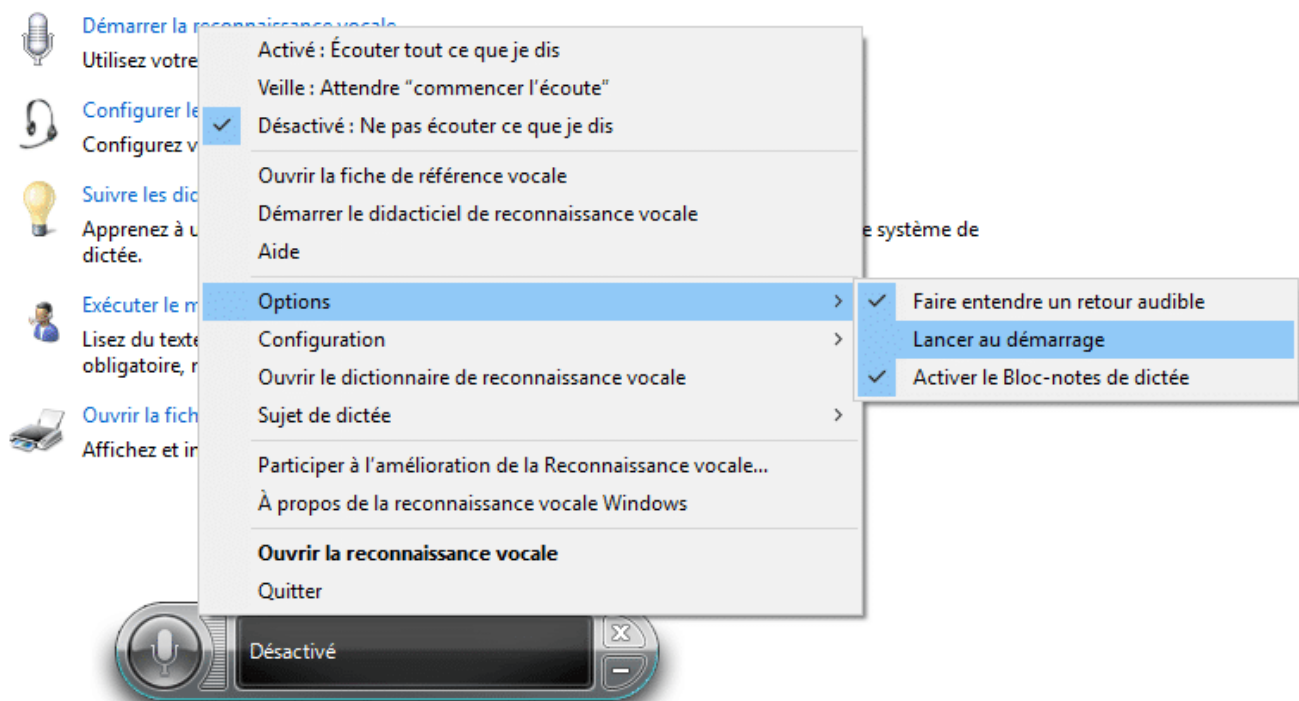 Démarrer la reconnaissance vocale
Utilisez votre
Configurer le
Configurez v
Suivre les dic
Apprenez à u
e système de
dictée.
Exécuter le m
Lisez du texte
obligatoire, r
Ouvrir la fich
Affichez et in
Activé : Écouter tout ce que je dis
Veille : Attendre “commencer l’écoute”
Désactivé : Ne pas écouter ce que je dis
Ouvrir la fiche de référence vocale
Démarrer le didacticiel de reconnaissance vocale
Aide
Options
Configuration
Ouvrir le dictionnaire de reconnaissance vocale
Sujet de dictée
Participer à l’amélioration de la Reconnaissance vocale...
À propos de la reconnaissance vocale Windows
Ouvrir la reconnaissance vocale
Quitter
Faire entendre un retour audible
Lancer au démarrage
Activer le Bloc-notes de dictée
Désactivé